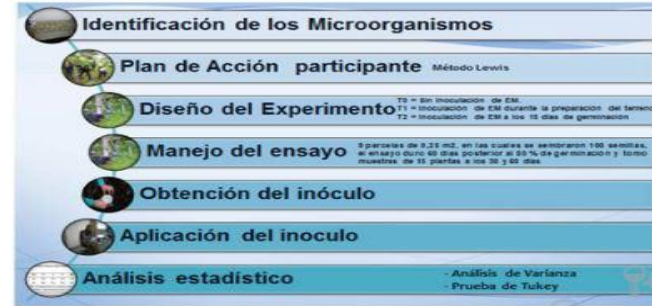 Identificación de los Microorganismos
Plan de Acción participante Método Lewis
Diseño del Experimento
T0 = Sin inoculación de EM.
T1 = Inoculación de EM durante la preparación del terreno
T2 = Inoculación de EM a los 15 días de germinación
Manejo del ensayo
9 parcelas de 0,25 m2, en las cuales se sembraron 100 semillas,
el ensayo duro 60 días posterior al 50 % de germinación y tomo
muestras de 15 plantas a los 30 y 60 días
Obtención del inóculo
Aplicación del inoculo
Análisis estadístico
- Análisis de Varianza
- Prueba de Tukey